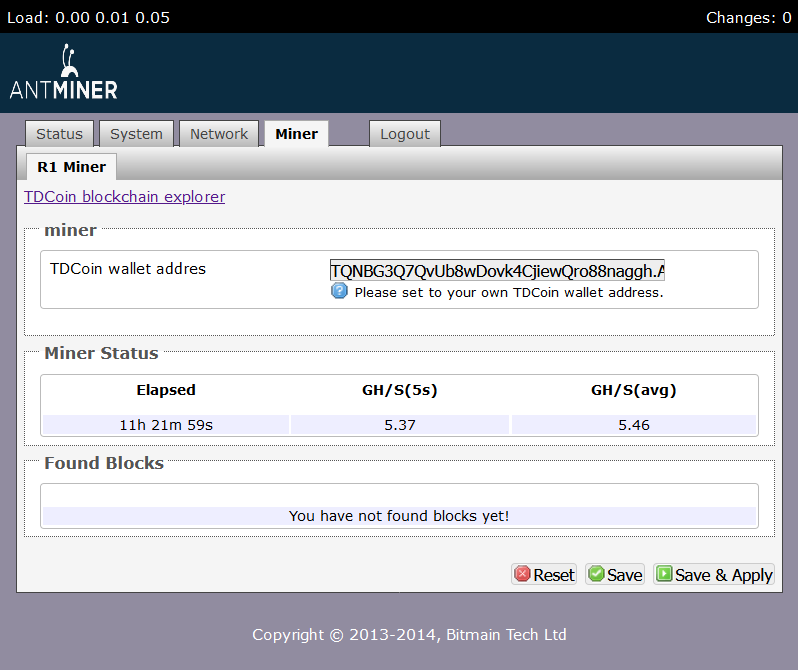 Load: 0.00 0.01 0.05 Changes: 0
ANTMINER
Status System Network Miner Logout
R1 Miner
TDCoin blockchain explorer
miner
TDCoin wallet addres TQNBG3Q7QvUb8wDovk4CjiewQro88naggh.A
Please set to your own TDCoin wallet address.
Miner Status
Elapsed GH/S(5s) GH/S(avg)
11h 21m 59s 5.37 5.46
Found Blocks
You have not found blocks yet!
Reset Save Save & Apply
Copyright © 2013-2014, Bitmain Tech Ltd